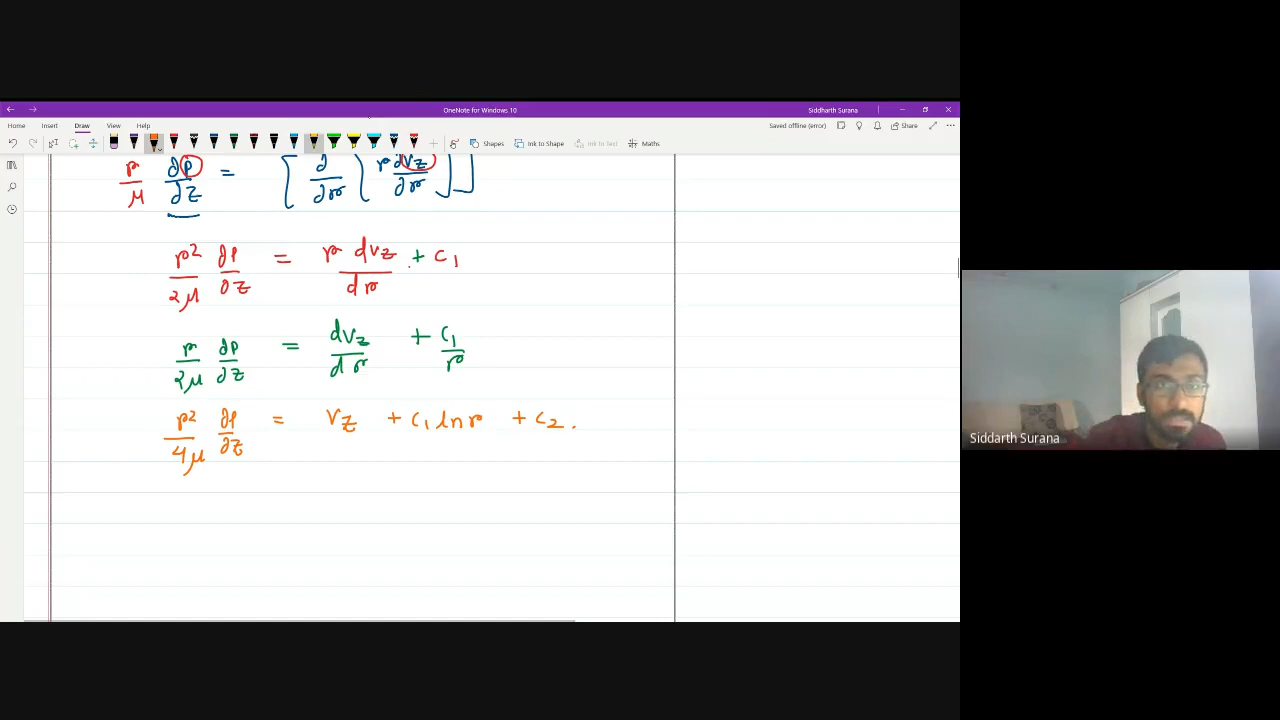 OneNote for Windows 10
Siddharth Surana
Home Insert Draw View Help
Saved offline (error)
Share
Shapes
Ink to Shape
Ink to Text
Maths
r/μ ∂P/∂z = [ ∂/∂r ( r dVz/∂r ] ]
r²/2μ ∂P/∂z = r dvz/dr + c₁
r/2μ ∂P/∂z = dvz/dr + c₁/r
r²/4μ ∂P/∂z = Vz + c₁ ln r + c₂.
Siddarth Surana